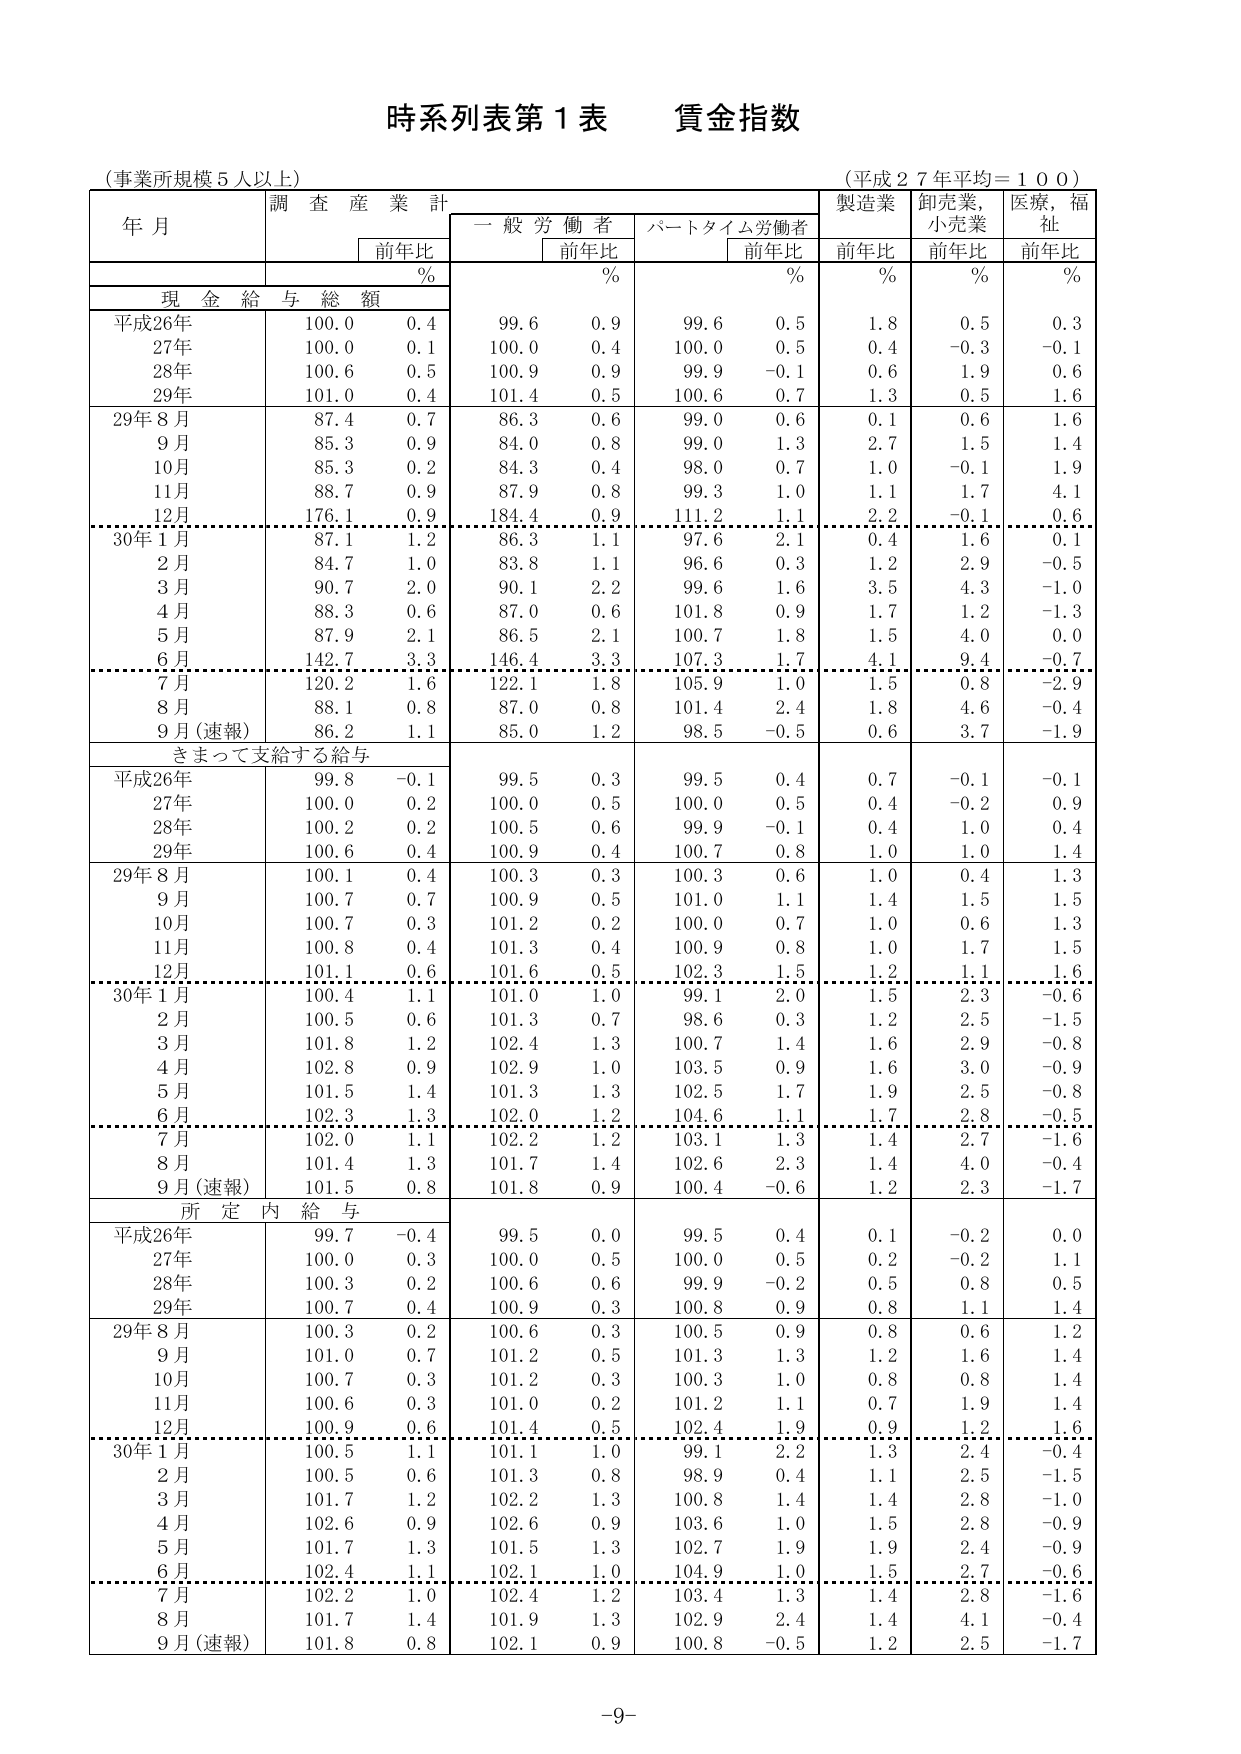 時系列表第１表　　賃金指数
（事業所規模５人以上）　（平成２７年平均＝１００）
年 月　調　査　産　業　計　製造業　卸売業，小売業　医療，福祉
一 般 労 働 者　パートタイム労働者
前年比　前年比　前年比　前年比　前年比　前年比
％　％　％　％　％　％
現　金　給　与　総　額
平成26年 100.0 0.4 99.6 0.9 99.6 0.5 1.8 0.5 0.3
27年 100.0 0.1 100.0 0.4 100.0 0.5 0.4 -0.3 -0.1
28年 100.6 0.5 100.9 0.9 99.9 -0.1 0.6 1.9 0.6
29年 101.0 0.4 101.4 0.5 100.6 0.7 1.3 0.5 1.6
29年８月 87.4 0.7 86.3 0.6 99.0 0.6 0.1 0.6 1.6
９月 85.3 0.9 84.0 0.8 99.0 1.3 2.7 1.5 1.4
10月 85.3 0.2 84.3 0.4 98.0 0.7 1.0 -0.1 1.9
11月 88.7 0.9 87.9 0.8 99.3 1.0 1.1 1.7 4.1
12月 176.1 0.9 184.4 0.9 111.2 1.1 2.2 -0.1 0.6
30年１月 87.1 1.2 86.3 1.1 97.6 2.1 0.4 1.6 0.1
２月 84.7 1.0 83.8 1.1 96.6 0.3 1.2 2.9 -0.5
３月 90.7 2.0 90.1 2.2 99.6 1.6 3.5 4.3 -1.0
４月 88.3 0.6 87.0 0.6 101.8 0.9 1.7 1.2 -1.3
５月 87.9 2.1 86.5 2.1 100.7 1.8 1.5 4.0 0.0
６月 142.7 3.3 146.4 3.3 107.3 1.7 4.1 9.4 -0.7
７月 120.2 1.6 122.1 1.8 105.9 1.0 1.5 0.8 -2.9
８月 88.1 0.8 87.0 0.8 101.4 2.4 1.8 4.6 -0.4
９月(速報) 86.2 1.1 85.0 1.2 98.5 -0.5 0.6 3.7 -1.9
きまって支給する給与
平成26年 99.8 -0.1 99.5 0.3 99.5 0.4 0.7 -0.1 -0.1
27年 100.0 0.2 100.0 0.5 100.0 0.5 0.4 -0.2 0.9
28年 100.2 0.2 100.5 0.6 99.9 -0.1 0.4 1.0 0.4
29年 100.6 0.4 100.9 0.4 100.7 0.8 1.0 1.0 1.4
29年８月 100.1 0.4 100.3 0.3 100.3 0.6 1.0 0.4 1.3
９月 100.7 0.7 100.9 0.5 101.0 1.1 1.4 1.5 1.5
10月 100.7 0.3 101.2 0.2 100.0 0.7 1.0 0.6 1.3
11月 100.8 0.4 101.3 0.4 100.9 0.8 1.0 1.7 1.5
12月 101.1 0.6 101.6 0.5 102.3 1.5 1.2 1.1 1.6
30年１月 100.4 1.1 101.0 1.0 99.1 2.0 1.5 2.3 -0.6
２月 100.5 0.6 101.3 0.7 98.6 0.3 1.2 2.5 -1.5
３月 101.8 1.2 102.4 1.3 100.7 1.4 1.6 2.9 -0.8
４月 102.8 0.9 102.9 1.0 103.5 0.9 1.6 3.0 -0.9
５月 101.5 1.4 101.3 1.3 102.5 1.7 1.9 2.5 -0.8
６月 102.3 1.3 102.0 1.2 104.6 1.1 1.7 2.8 -0.5
７月 102.0 1.1 102.2 1.2 103.1 1.3 1.4 2.7 -1.6
８月 101.4 1.3 101.7 1.4 102.6 2.3 1.4 4.0 -0.4
９月(速報) 101.5 0.8 101.8 0.9 100.4 -0.6 1.2 2.3 -1.7
所　定　内　給　与
平成26年 99.7 -0.4 99.5 0.0 99.5 0.4 0.1 -0.2 0.0
27年 100.0 0.3 100.0 0.5 100.0 0.5 0.2 -0.2 1.1
28年 100.3 0.2 100.6 0.6 99.9 -0.2 0.5 0.8 0.5
29年 100.7 0.4 100.9 0.3 100.8 0.9 0.8 1.1 1.4
29年８月 100.3 0.2 100.6 0.3 100.5 0.9 0.8 0.6 1.2
９月 101.0 0.7 101.2 0.5 101.3 1.3 1.2 1.6 1.4
10月 100.7 0.3 101.2 0.3 100.3 1.0 0.8 0.8 1.4
11月 100.6 0.3 101.0 0.2 101.2 1.1 0.7 1.9 1.4
12月 100.9 0.6 101.4 0.5 102.4 1.9 0.9 1.2 1.6
30年１月 100.5 1.1 101.1 1.0 99.1 2.2 1.3 2.4 -0.4
２月 100.5 0.6 101.3 0.8 98.9 0.4 1.1 2.5 -1.5
３月 101.7 1.2 102.2 1.3 100.8 1.4 1.4 2.8 -1.0
４月 102.6 0.9 102.6 0.9 103.6 1.0 1.5 2.8 -0.9
５月 101.7 1.3 101.5 1.3 102.7 1.9 1.9 2.4 -0.9
６月 102.4 1.1 102.1 1.0 104.9 1.0 1.5 2.7 -0.6
７月 102.2 1.0 102.4 1.2 103.4 1.3 1.4 2.8 -1.6
８月 101.7 1.4 101.9 1.3 102.9 2.4 1.4 4.1 -0.4
９月(速報) 101.8 0.8 102.1 0.9 100.8 -0.5 1.2 2.5 -1.7
-9-